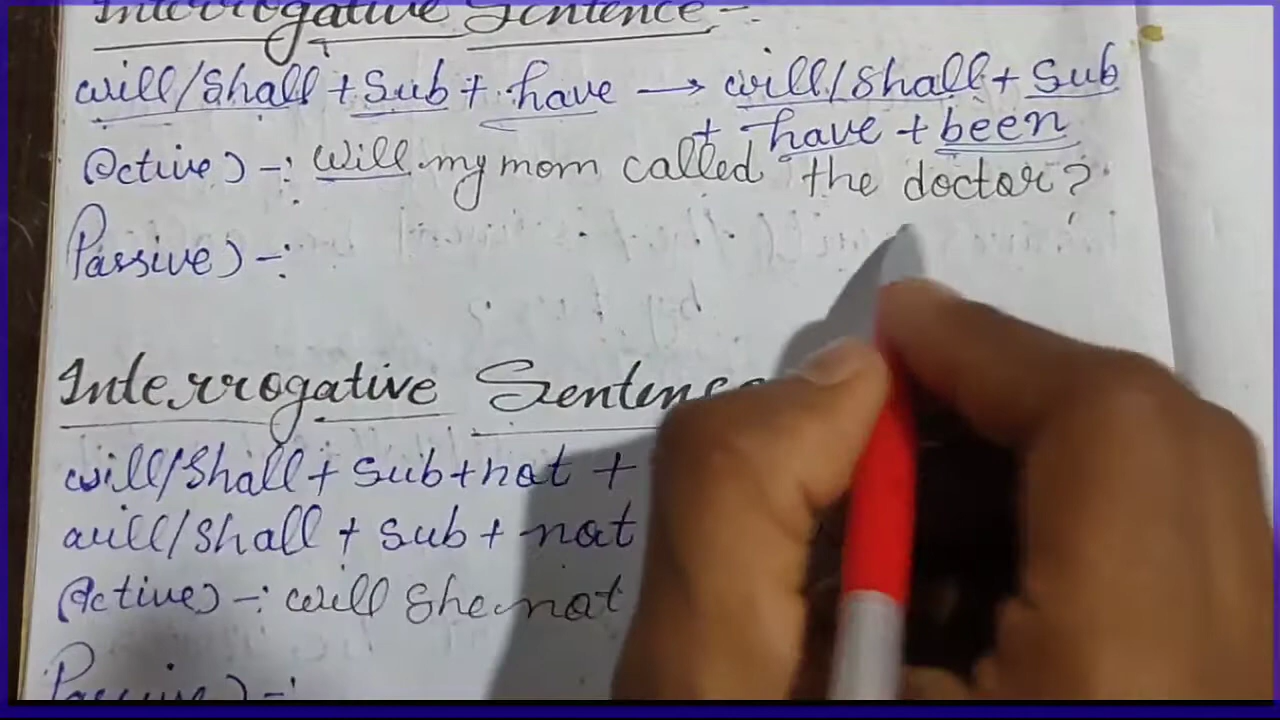 Interrogative Sentence -:
will/Shall + Sub + have → will/Shall + Sub
+ have + been
Active) -: Will my mom called the doctor?
Passive) -:
Interrogative Sentence
will/Shall + Sub + not +
will/Shall + Sub + not
Active) -: will She not
Passive) -: